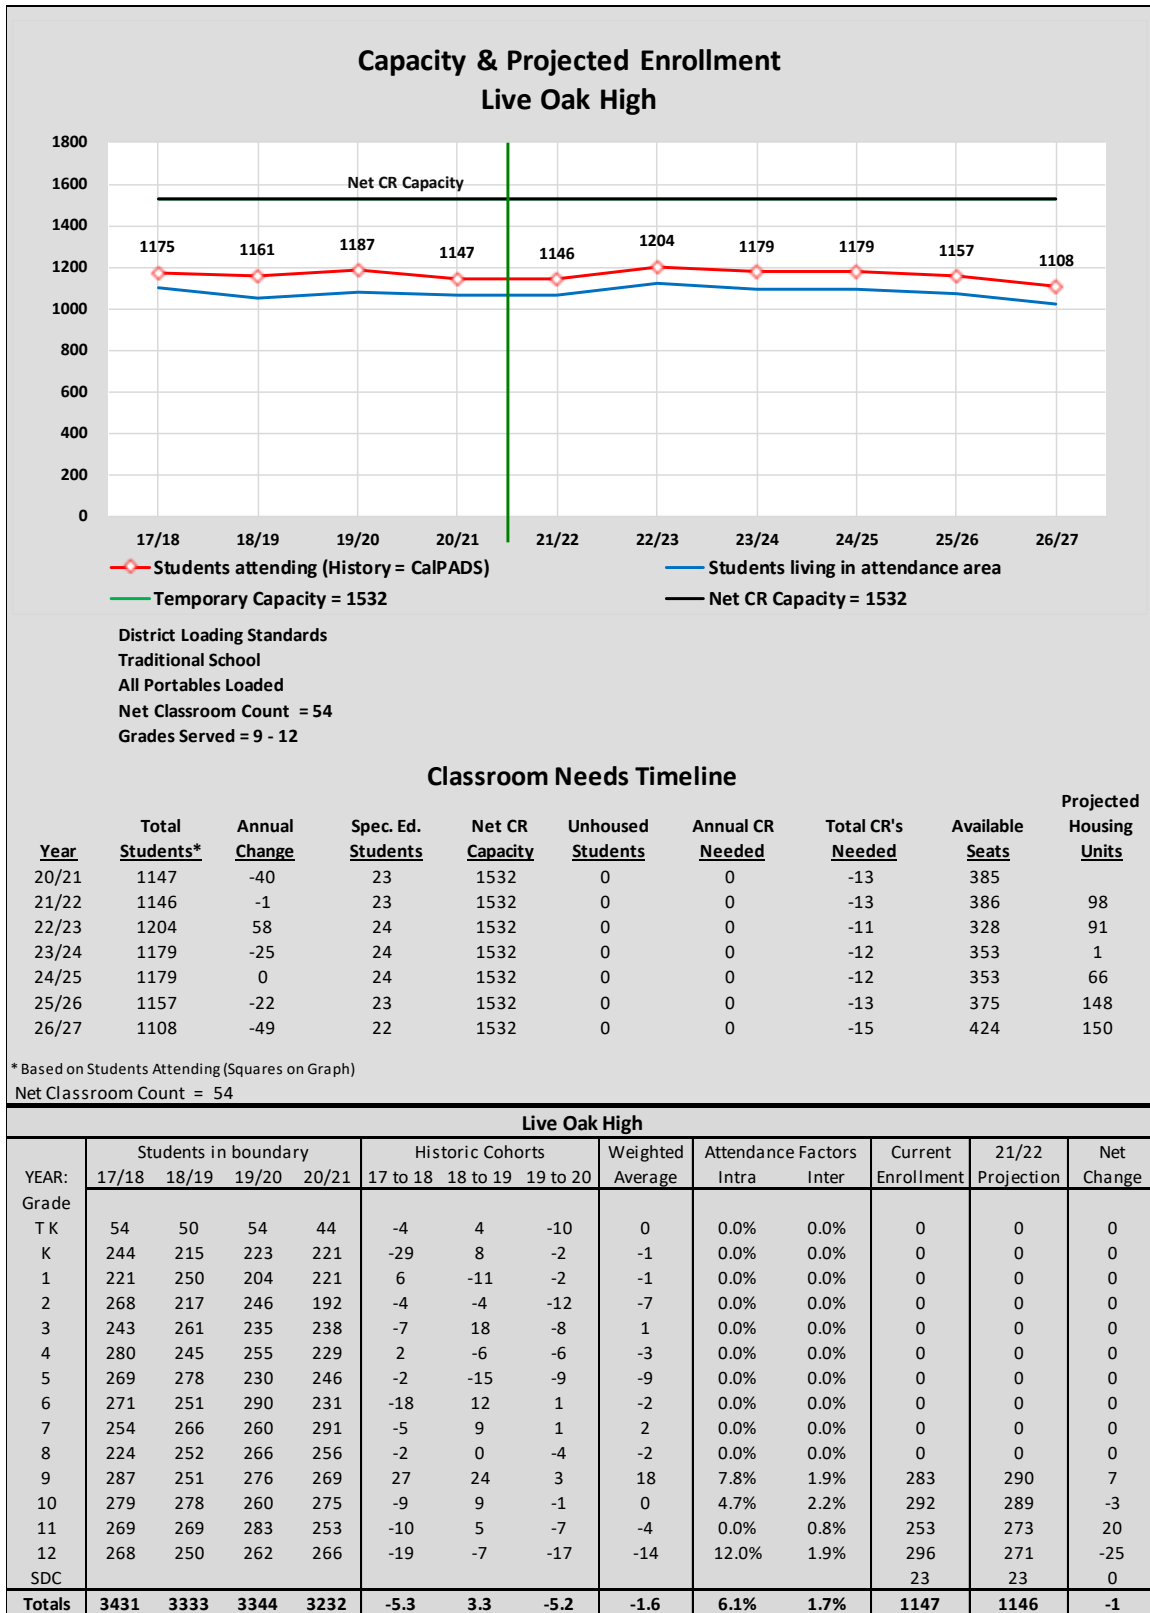 Capacity & Projected Enrollment
Live Oak High
1800
1600
1400
1200
1000
800
600
400
200
0
Net CR Capacity
1175 1161 1187 1147 1146 1204 1179 1179 1157 1108
17/18 18/19 19/20 20/21 21/22 22/23 23/24 24/25 25/26 26/27
Students attending (History = CalPADS) Students living in attendance area
Temporary Capacity = 1532 Net CR Capacity = 1532
District Loading Standards
Traditional School
All Portables Loaded
Net Classroom Count = 54
Grades Served = 9 - 12
Classroom Needs Timeline
Projected
Total Annual Spec. Ed. Net CR Unhoused Annual CR Total CR's Available Housing
Year Students* Change Students Capacity Students Needed Needed Seats Units
20/21 1147 -40 23 1532 0 0 -13 385
21/22 1146 -1 23 1532 0 0 -13 386 98
22/23 1204 58 24 1532 0 0 -11 328 91
23/24 1179 -25 24 1532 0 0 -12 353 1
24/25 1179 0 24 1532 0 0 -12 353 66
25/26 1157 -22 23 1532 0 0 -13 375 148
26/27 1108 -49 22 1532 0 0 -15 424 150
* Based on Students Attending (Squares on Graph)
Net Classroom Count = 54
Live Oak High
Students in boundary Historic Cohorts Weighted Attendance Factors Current 21/22 Net
YEAR: 17/18 18/19 19/20 20/21 17 to 18 18 to 19 19 to 20 Average Intra Inter Enrollment Projection Change
Grade
T K 54 50 54 44 -4 4 -10 0 0.0% 0.0% 0 0 0
K 244 215 223 221 -29 8 -2 -1 0.0% 0.0% 0 0 0
1 221 250 204 221 6 -11 -2 -1 0.0% 0.0% 0 0 0
2 268 217 246 192 -4 -4 -12 -7 0.0% 0.0% 0 0 0
3 243 261 235 238 -7 18 -8 1 0.0% 0.0% 0 0 0
4 280 245 255 229 2 -6 -6 -3 0.0% 0.0% 0 0 0
5 269 278 230 246 -2 -15 -9 -9 0.0% 0.0% 0 0 0
6 271 251 290 231 -18 12 1 -2 0.0% 0.0% 0 0 0
7 254 266 260 291 -5 9 1 2 0.0% 0.0% 0 0 0
8 224 252 266 256 -2 0 -4 -2 0.0% 0.0% 0 0 0
9 287 251 276 269 27 24 3 18 7.8% 1.9% 283 290 7
10 279 278 260 275 -9 9 -1 0 4.7% 2.2% 292 289 -3
11 269 269 283 253 -10 5 -7 -4 0.0% 0.8% 253 273 20
12 268 250 262 266 -19 -7 -17 -14 12.0% 1.9% 296 271 -25
SDC 23 23 0
Totals 3431 3333 3344 3232 -5.3 3.3 -5.2 -1.6 6.1% 1.7% 1147 1146 -1